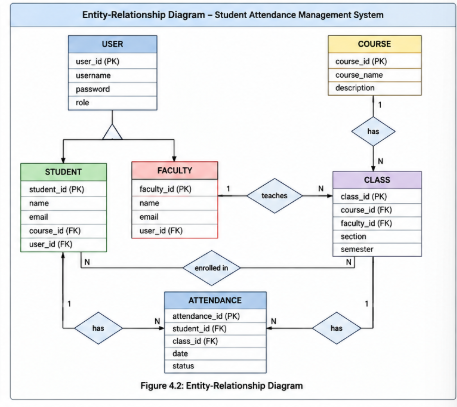 Entity-Relationship Diagram – Student Attendance Management System
USER
user_id (PK)
username
password
role
COURSE
course_id (PK)
course_name
description
1
has
N
STUDENT
student_id (PK)
name
email
course_id (FK)
user_id (FK)
FACULTY
faculty_id (PK)
name
email
user_id (FK)
1
teaches
N
CLASS
class_id (PK)
course_id (FK)
faculty_id (FK)
section
semester
N
enrolled in
N
ATTENDANCE
attendance_id (PK)
student_id (FK)
class_id (FK)
date
status
1
has
N
N
has
1
Figure 4.2: Entity-Relationship Diagram